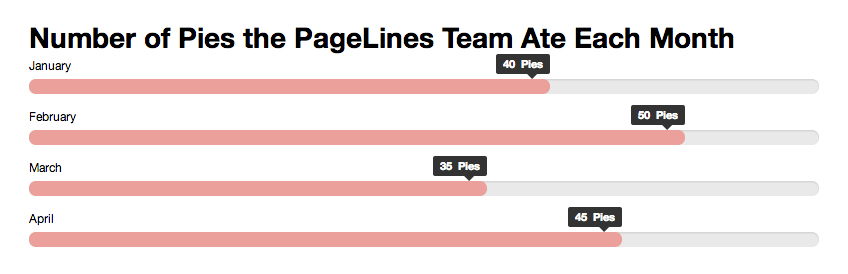 Number of Pies the PageLines Team Ate Each Month
January
40 Pies
February
50 Pies
March
35 Pies
April
45 Pies